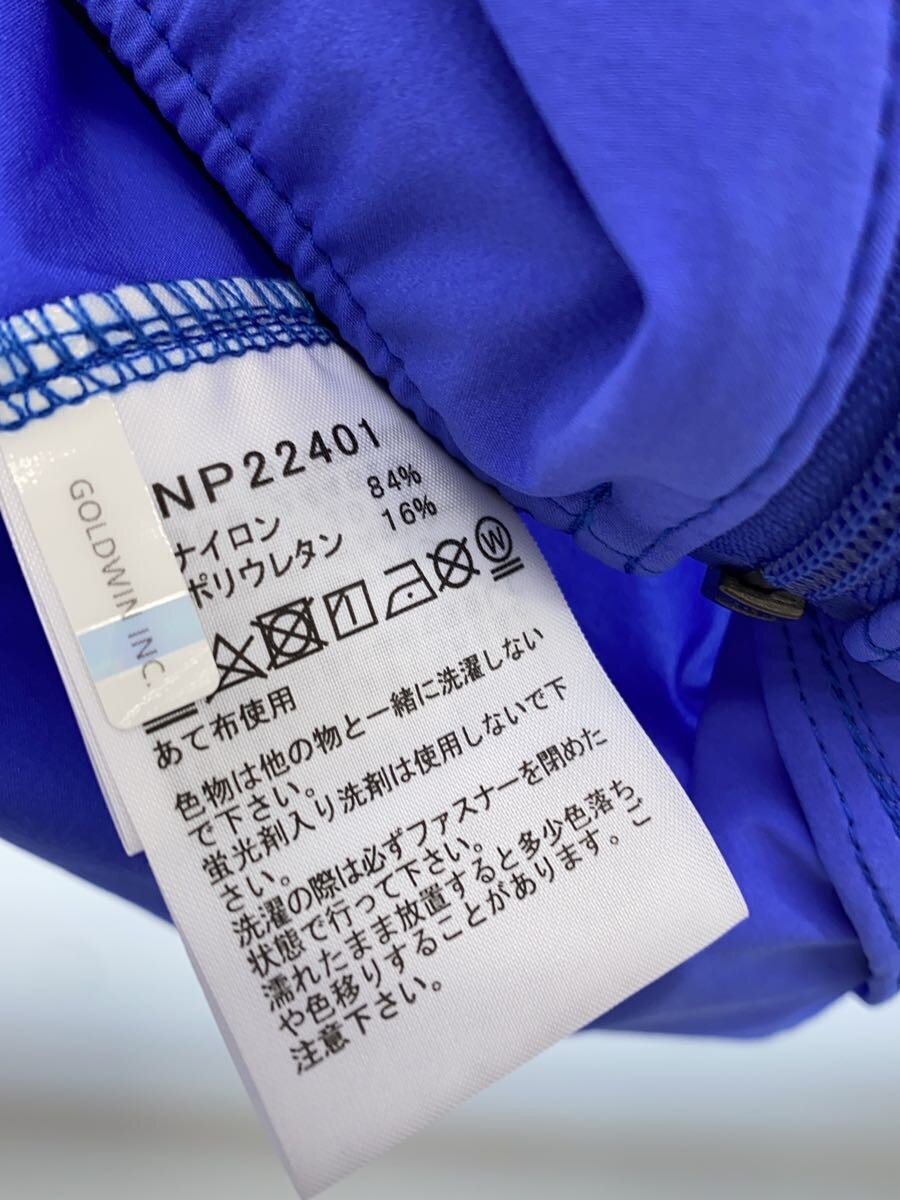 NP22401
ナイロン 84%
ポリウレタン 16%
GOLDWIN INC.
W
あて布使用
色物は他の物と一緒に洗濯しない
で下さい。
蛍光剤入り洗剤は使用しないで下
さい。
洗濯の際は必ずファスナーを閉めた
状態で行って下さい。
濡れたまま放置すると多少色落ち
や色移りすることがあります。ご
注意下さい。